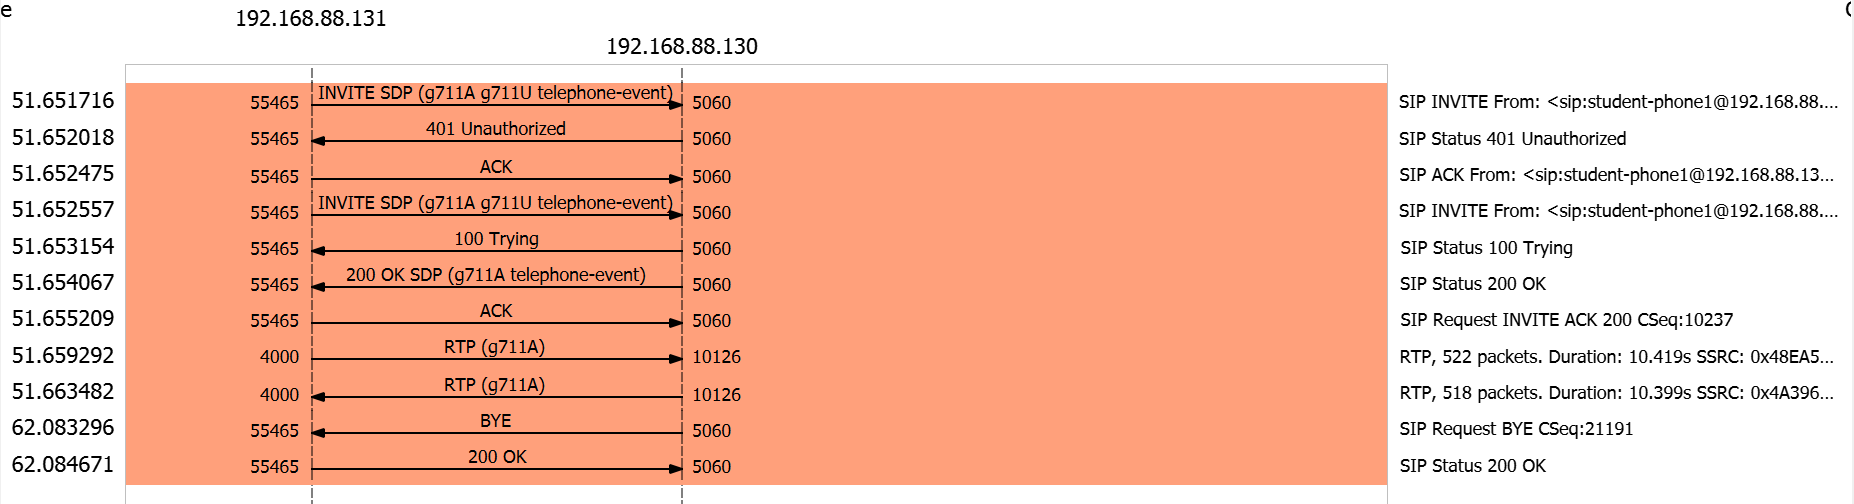 e
192.168.88.131
192.168.88.130
51.651716 55465 INVITE SDP (g711A g711U telephone-event) 5060 SIP INVITE From: <sip:student-phone1@192.168.88....
51.652018 55465 401 Unauthorized 5060 SIP Status 401 Unauthorized
51.652475 55465 ACK 5060 SIP ACK From: <sip:student-phone1@192.168.88.13...
51.652557 55465 INVITE SDP (g711A g711U telephone-event) 5060 SIP INVITE From: <sip:student-phone1@192.168.88....
51.653154 55465 100 Trying 5060 SIP Status 100 Trying
51.654067 55465 200 OK SDP (g711A telephone-event) 5060 SIP Status 200 OK
51.655209 55465 ACK 5060 SIP Request INVITE ACK 200 CSeq:10237
51.659292 4000 RTP (g711A) 10126 RTP, 522 packets. Duration: 10.419s SSRC: 0x48EA5...
51.663482 4000 RTP (g711A) 10126 RTP, 518 packets. Duration: 10.399s SSRC: 0x4A396...
62.083296 55465 BYE 5060 SIP Request BYE CSeq:21191
62.084671 55465 200 OK 5060 SIP Status 200 OK